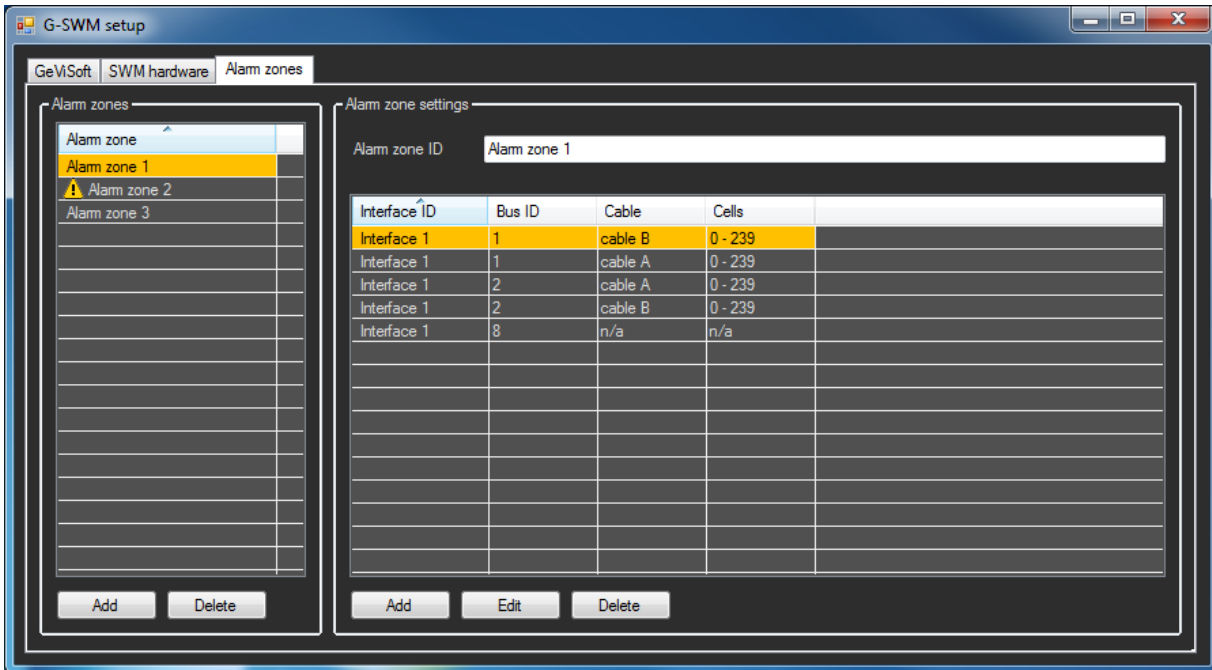 G-SWM setup
GeViSoft SWM hardware Alarm zones
Alarm zones
Alarm zone
Alarm zone 1
Alarm zone 2
Alarm zone 3
Add Delete
Alarm zone settings
Alarm zone ID Alarm zone 1
Interface ID Bus ID Cable Cells
Interface 1 1 cable B 0 - 239
Interface 1 1 cable A 0 - 239
Interface 1 2 cable A 0 - 239
Interface 1 2 cable B 0 - 239
Interface 1 8 n/a n/a
Add Edit Delete